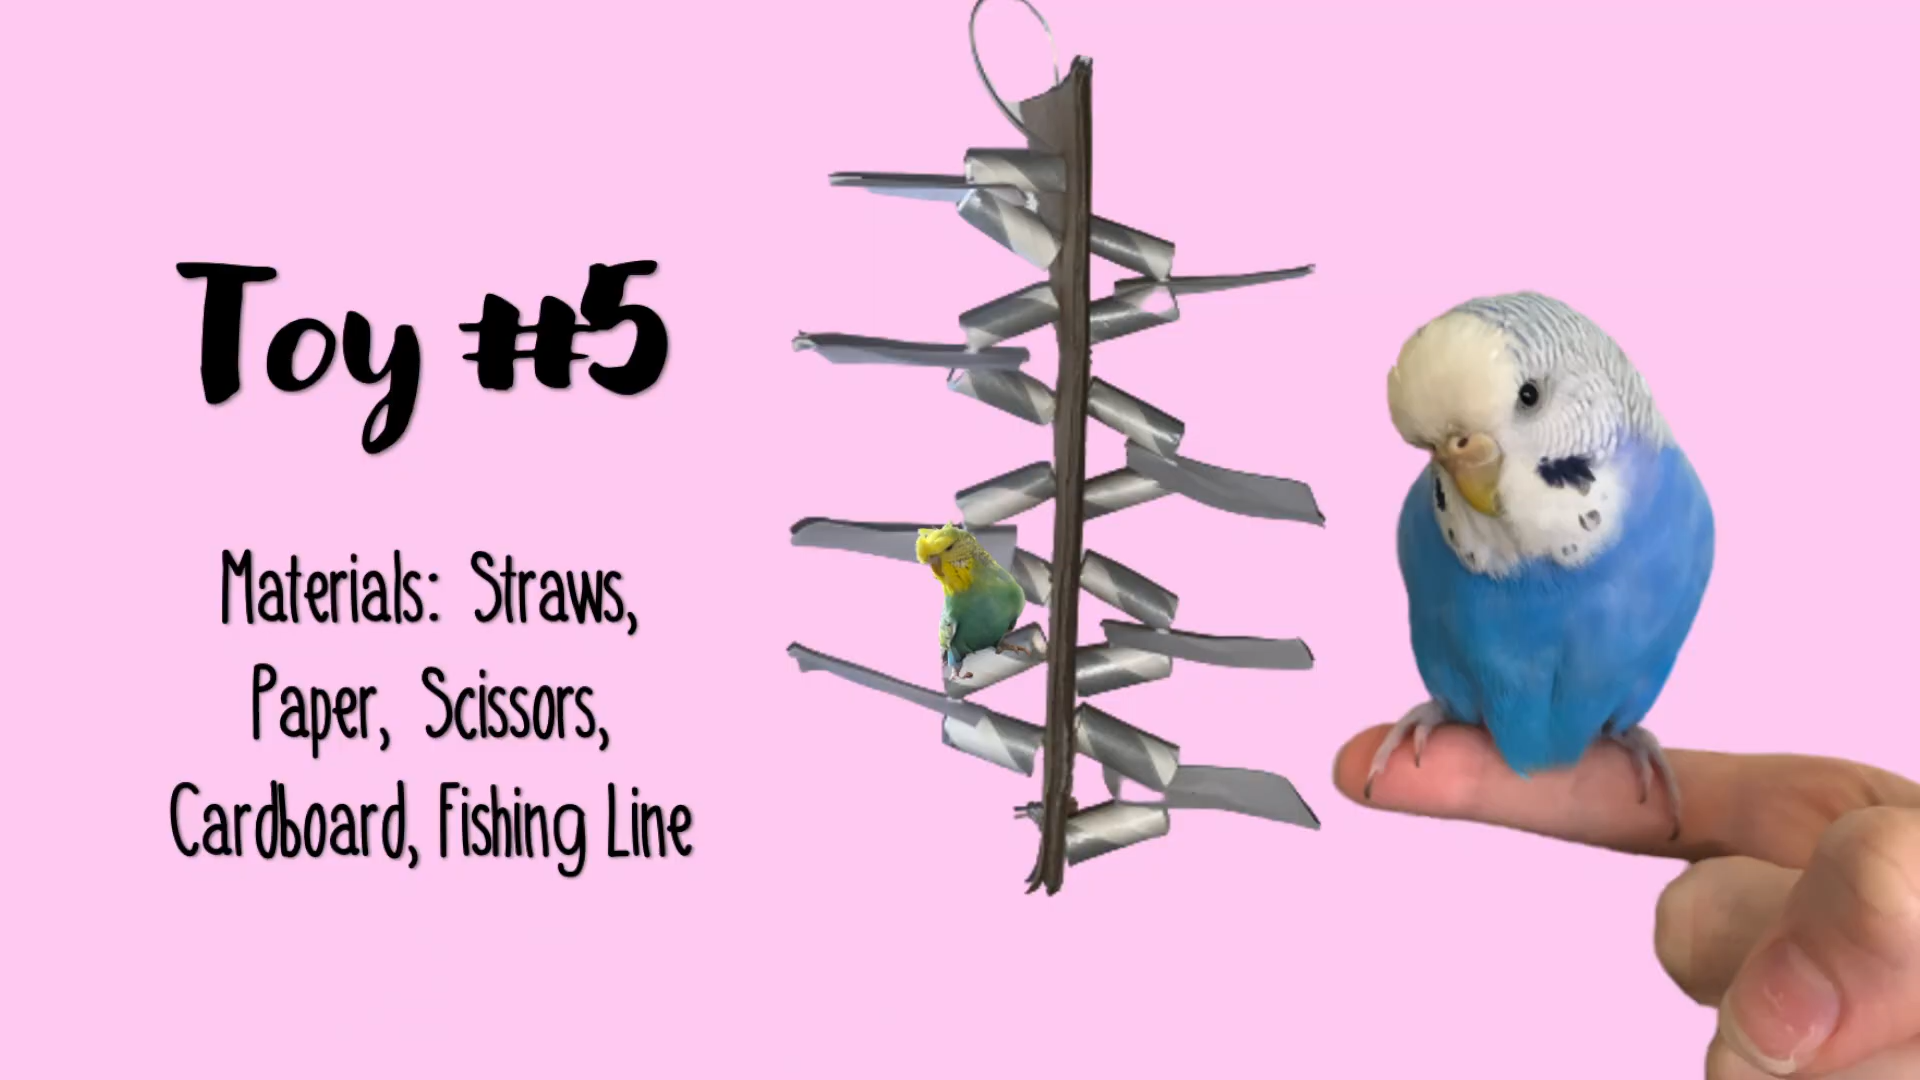 Toy #5
Materials: Straws,
Paper, Scissors,
Cardboard, Fishing Line